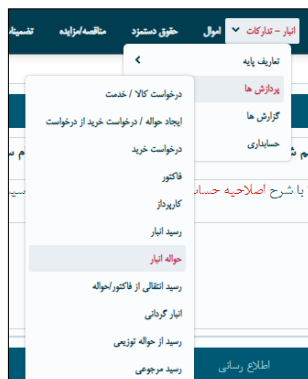 انبار - تدارکات
اموال
حقوق دستمزد
مناقصه/مزایده
تعاریف پایه
پردازش ها
گزارش ها
حسابداری
درخواست کالا / خدمت
ایجاد حواله / درخواست خرید از درخواست
درخواست خرید
فاکتور
کارپرداز
رسید انبار
حواله انبار
رسید انتقالی از فاکتور/حواله
انبار گردانی
رسید از حواله توزیعی
رسید مرجوعی
با شرح اصلاحیه
اطلاع رسانی